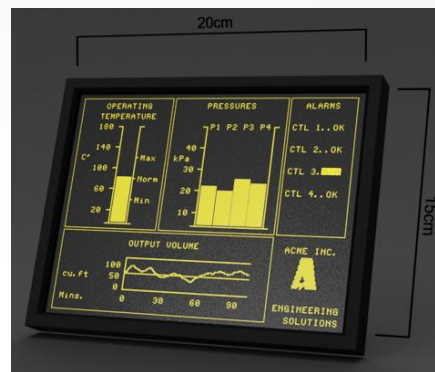 20cm
15cm
OPERATING
TEMPERATURE
180
140
C°
100
60
20
Max
Norm
Min
PRESSURES
P1 P2 P3 P4
40
kPa
30
20
10
ALARMS
CTL 1..OK
CTL 2..OK
CTL 3.
CTL 4..OK
OUTPUT VOLUME
100
cu.ft
50
0
Mins.
0 30 60 90
ACME INC.
A
ENGINEERING
SOLUTIONS